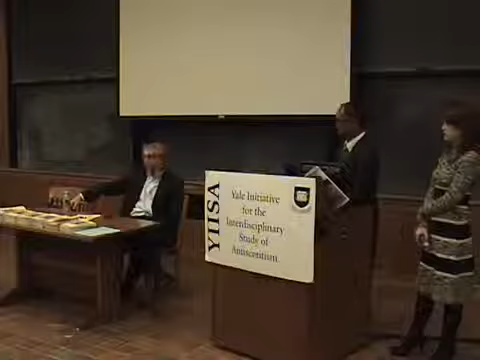 YIISA
Yale Initiative
for the
Interdisciplinary
Study of
Antisemitism